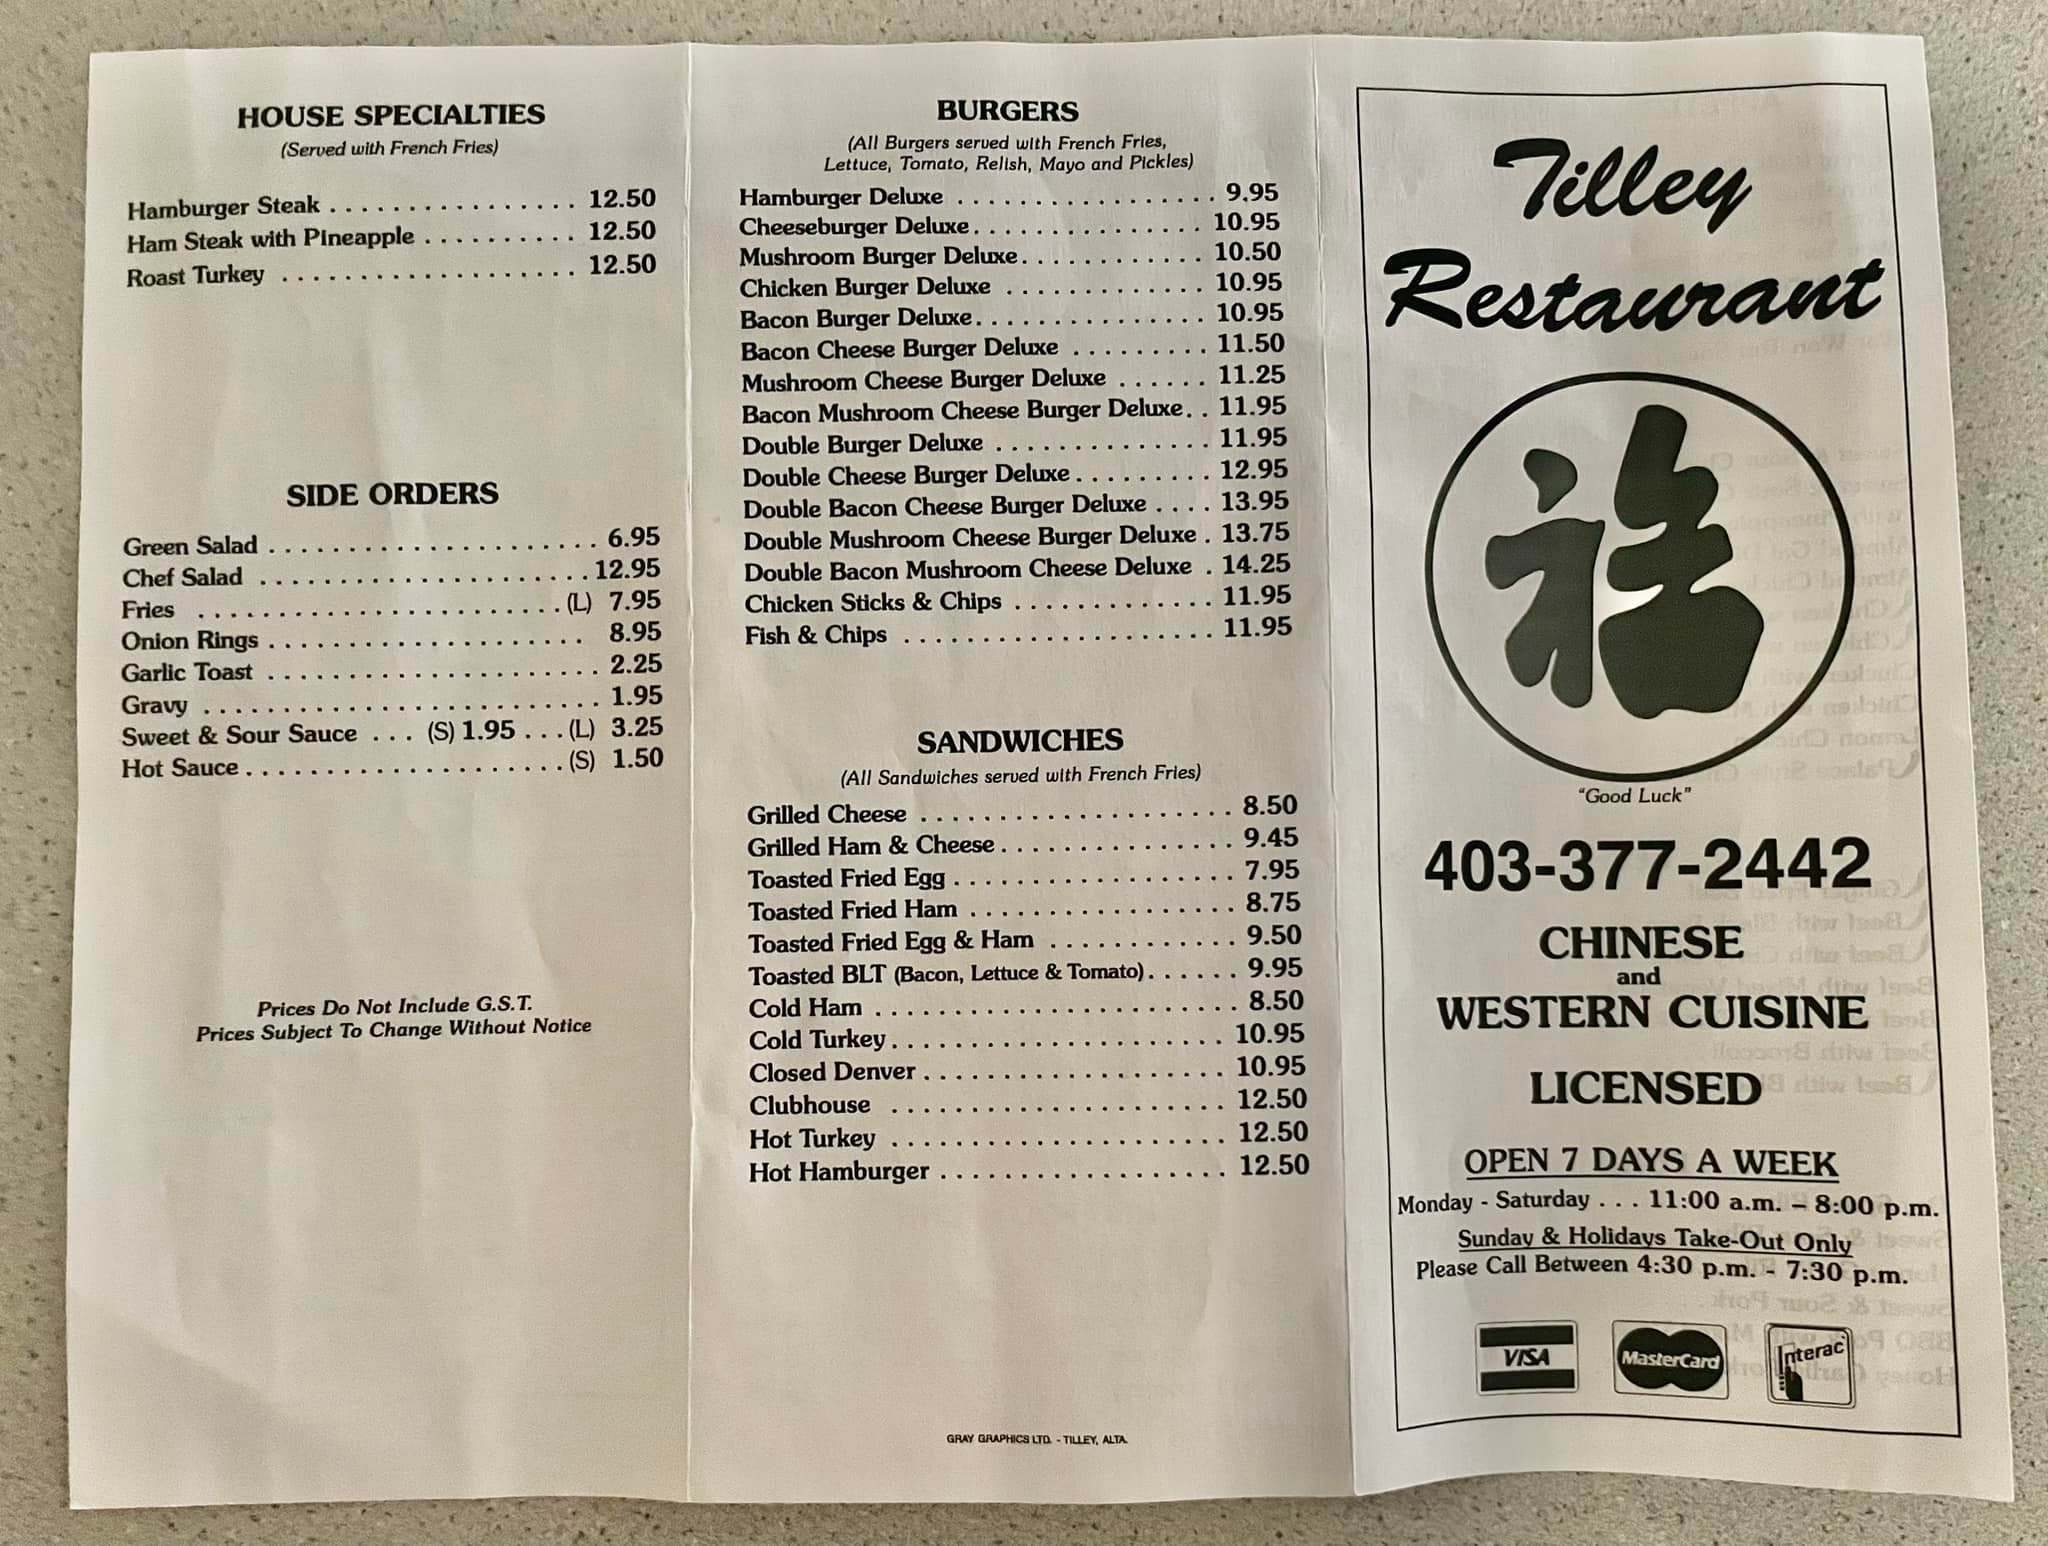 HOUSE SPECIALTIES
(Served with French Fries)
Hamburger Steak . . . . . . . . . . . . . . . . 12.50
Ham Steak with Pineapple . . . . . . . . . . 12.50
Roast Turkey . . . . . . . . . . . . . . . . . . . 12.50
SIDE ORDERS
Green Salad . . . . . . . . . . . . . . . . . . . . . 6.95
Chef Salad . . . . . . . . . . . . . . . . . . . . . 12.95
Fries . . . . . . . . . . . . . . . . . . . . . . . (L) 7.95
Onion Rings . . . . . . . . . . . . . . . . . . . . 8.95
Garlic Toast . . . . . . . . . . . . . . . . . . . . . 2.25
Gravy . . . . . . . . . . . . . . . . . . . . . . . . . 1.95
Sweet & Sour Sauce . . . (S) 1.95 . . . (L) 3.25
Hot Sauce . . . . . . . . . . . . . . . . . . . . (S) 1.50
Prices Do Not Include G.S.T.
Prices Subject To Change Without Notice
BURGERS
(All Burgers served with French Fries,
Lettuce, Tomato, Relish, Mayo and Pickles)
Hamburger Deluxe . . . . . . . . . . . . . . . . . 9.95
Cheeseburger Deluxe . . . . . . . . . . . . . . . 10.95
Mushroom Burger Deluxe . . . . . . . . . . . . 10.50
Chicken Burger Deluxe . . . . . . . . . . . . . 10.95
Bacon Burger Deluxe . . . . . . . . . . . . . . . 10.95
Bacon Cheese Burger Deluxe . . . . . . . . . 11.50
Mushroom Cheese Burger Deluxe . . . . . . 11.25
Bacon Mushroom Cheese Burger Deluxe . . 11.95
Double Burger Deluxe . . . . . . . . . . . . . . 11.95
Double Cheese Burger Deluxe . . . . . . . . . 12.95
Double Bacon Cheese Burger Deluxe . . . . 13.95
Double Mushroom Cheese Burger Deluxe . 13.75
Double Bacon Mushroom Cheese Deluxe . 14.25
Chicken Sticks & Chips . . . . . . . . . . . . . 11.95
Fish & Chips . . . . . . . . . . . . . . . . . . . . 11.95
SANDWICHES
(All Sandwiches served with French Fries)
Grilled Cheese . . . . . . . . . . . . . . . . . . . . 8.50
Grilled Ham & Cheese . . . . . . . . . . . . . . . 9.45
Toasted Fried Egg . . . . . . . . . . . . . . . . . . 7.95
Toasted Fried Ham . . . . . . . . . . . . . . . . . 8.75
Toasted Fried Egg & Ham . . . . . . . . . . . . 9.50
Toasted BLT (Bacon, Lettuce & Tomato) . . . . . . 9.95
Cold Ham . . . . . . . . . . . . . . . . . . . . . . . 8.50
Cold Turkey . . . . . . . . . . . . . . . . . . . . . 10.95
Closed Denver . . . . . . . . . . . . . . . . . . . 10.95
Clubhouse . . . . . . . . . . . . . . . . . . . . . 12.50
Hot Turkey . . . . . . . . . . . . . . . . . . . . . 12.50
Hot Hamburger . . . . . . . . . . . . . . . . . . 12.50
GRAY GRAPHICS LTD. - TILLEY, ALTA.
Tilley
Restaurant
福
"Good Luck"
403-377-2442
CHINESE
and
WESTERN CUISINE
LICENSED
OPEN 7 DAYS A WEEK
Monday - Saturday . . . 11:00 a.m. – 8:00 p.m.
Sunday & Holidays Take-Out Only
Please Call Between 4:30 p.m. - 7:30 p.m.
VISA MasterCard Interac